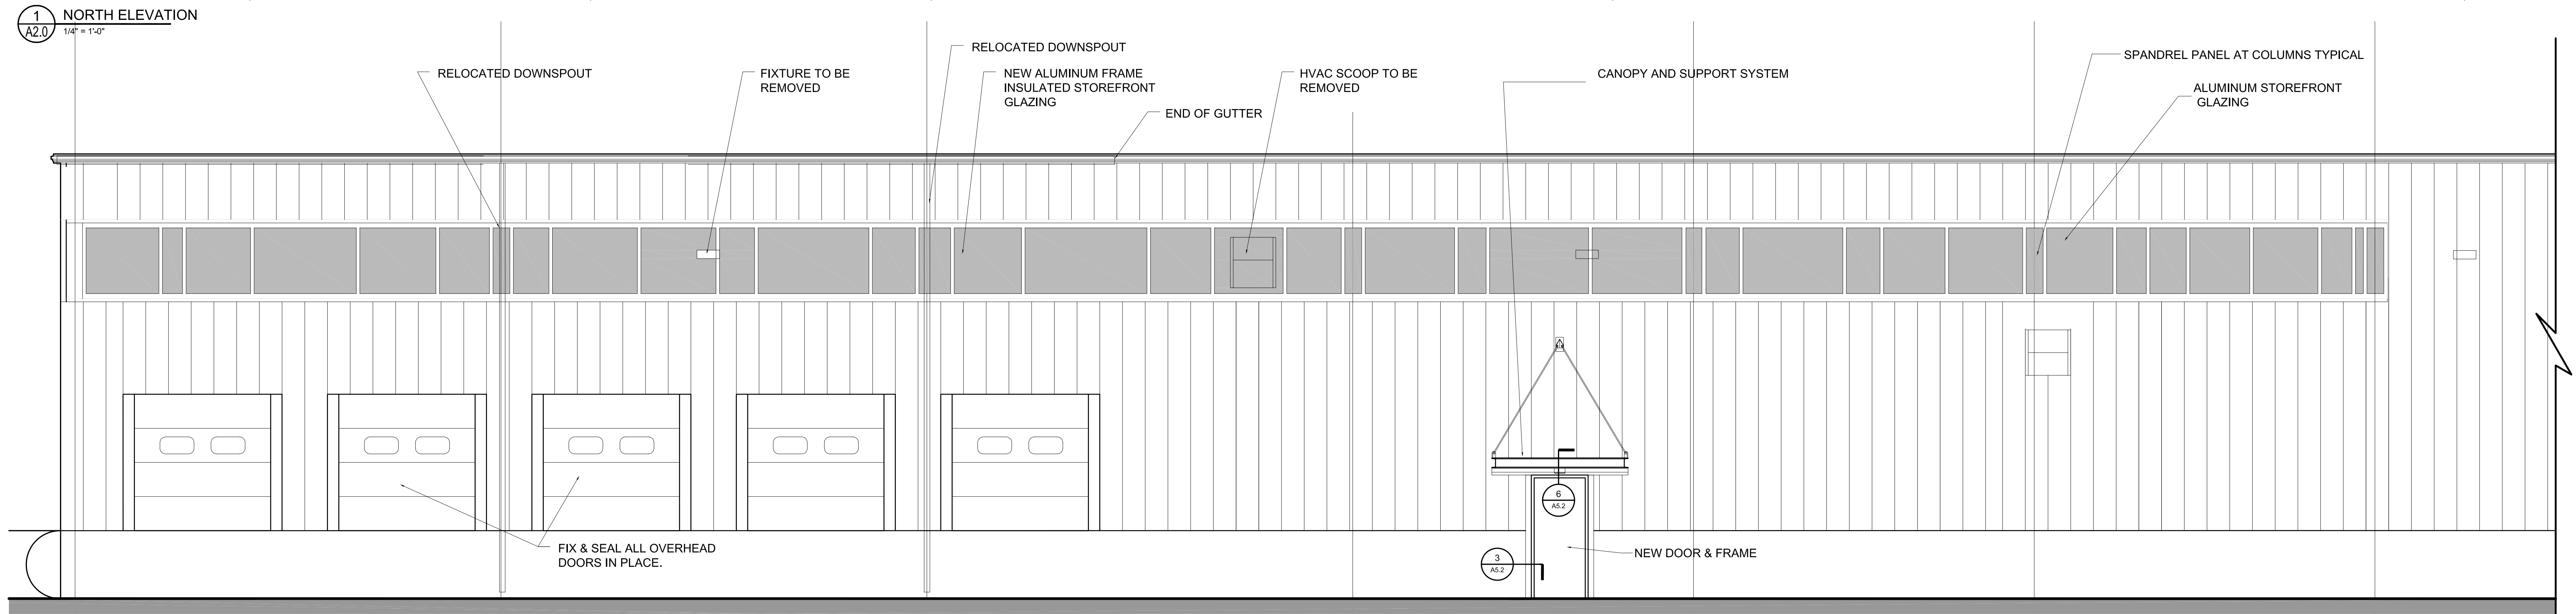 1
A2.0
NORTH ELEVATION
1/4" = 1'-0"
RELOCATED DOWNSPOUT
FIXTURE TO BE
REMOVED
RELOCATED DOWNSPOUT
NEW ALUMINUM FRAME
INSULATED STOREFRONT
GLAZING
END OF GUTTER
HVAC SCOOP TO BE
REMOVED
CANOPY AND SUPPORT SYSTEM
SPANDREL PANEL AT COLUMNS TYPICAL
ALUMINUM STOREFRONT
GLAZING
6
A5.2
FIX & SEAL ALL OVERHEAD
DOORS IN PLACE.
3
A5.2
NEW DOOR & FRAME